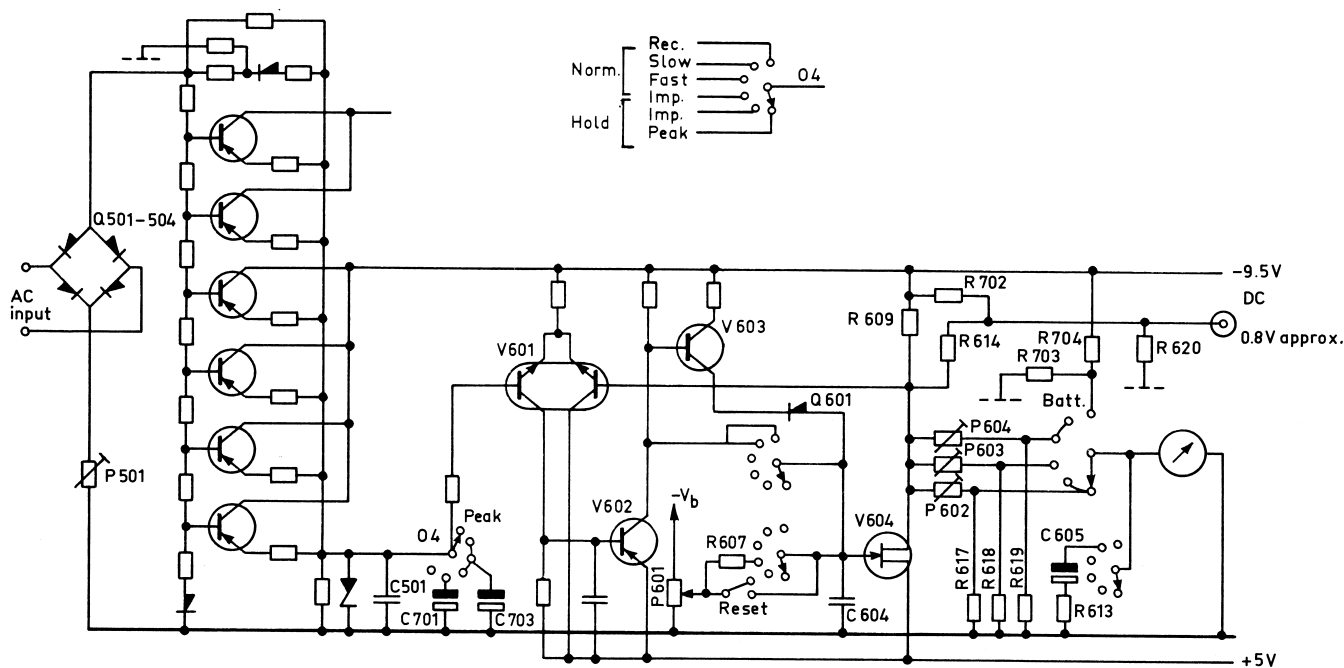 Norm.
Hold
Rec.
Slow
Fast
Imp.
Imp.
Peak
O4
Q501-504
AC
input
P501
V601
V603
Q601
-9.5V
DC
0.8V approx.
R702
R609
R614
R704
R703
R620
Batt.
P604
P603
P602
-Vb
V602
V604
O4
Peak
R607
P601
Reset
C501
C701
C703
C604
R617
R618
R619
C605
R613
+5V